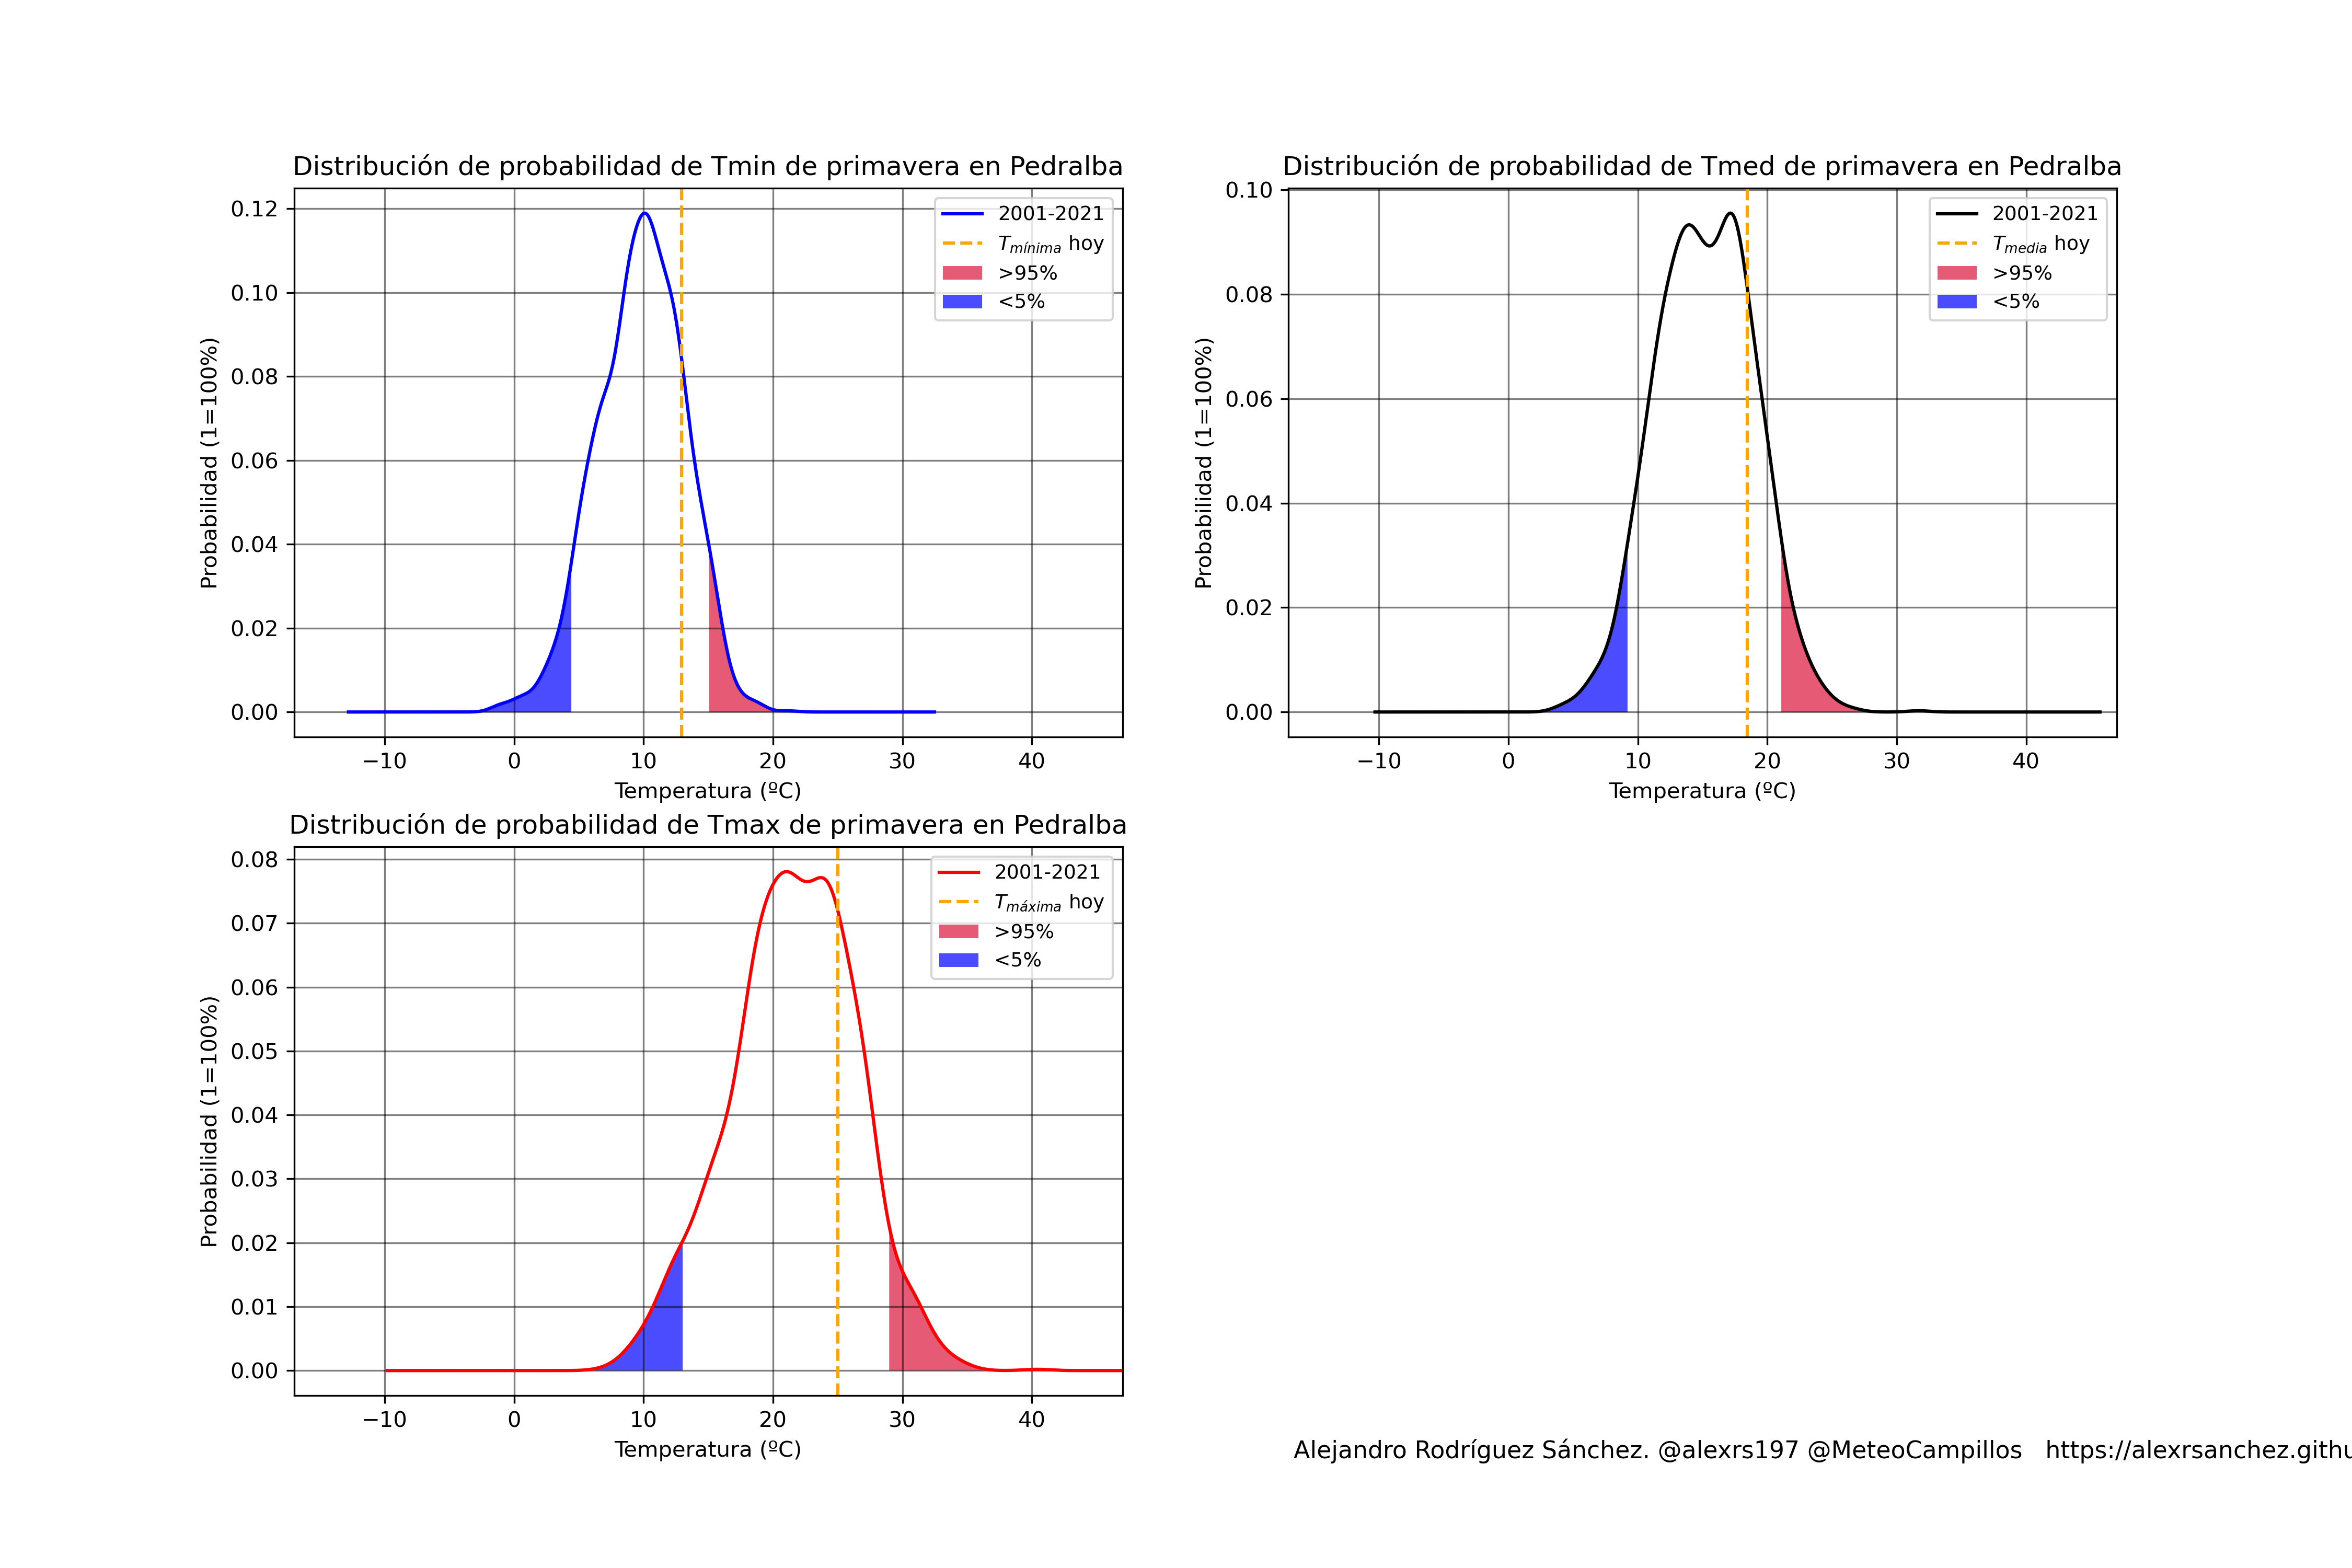 Distribución de probabilidad de Tmin de primavera en Pedralba
0.12
0.10
0.08
0.06
0.04
0.02
0.00
Probabilidad (1=100%)
−10 0 10 20 30 40
Temperatura (ºC)
2001-2021
Tmínima hoy
>95%
<5%
Distribución de probabilidad de Tmed de primavera en Pedralba
0.10
0.08
0.06
0.04
0.02
0.00
Probabilidad (1=100%)
−10 0 10 20 30 40
Temperatura (ºC)
2001-2021
Tmedia hoy
>95%
<5%
Distribución de probabilidad de Tmax de primavera en Pedralba
0.08
0.07
0.06
0.05
0.04
0.03
0.02
0.01
0.00
Probabilidad (1=100%)
−10 0 10 20 30 40
Temperatura (ºC)
2001-2021
Tmáxima hoy
>95%
<5%
Alejandro Rodríguez Sánchez. @alexrs197 @MeteoCampillos https://alexrsanchez.githu